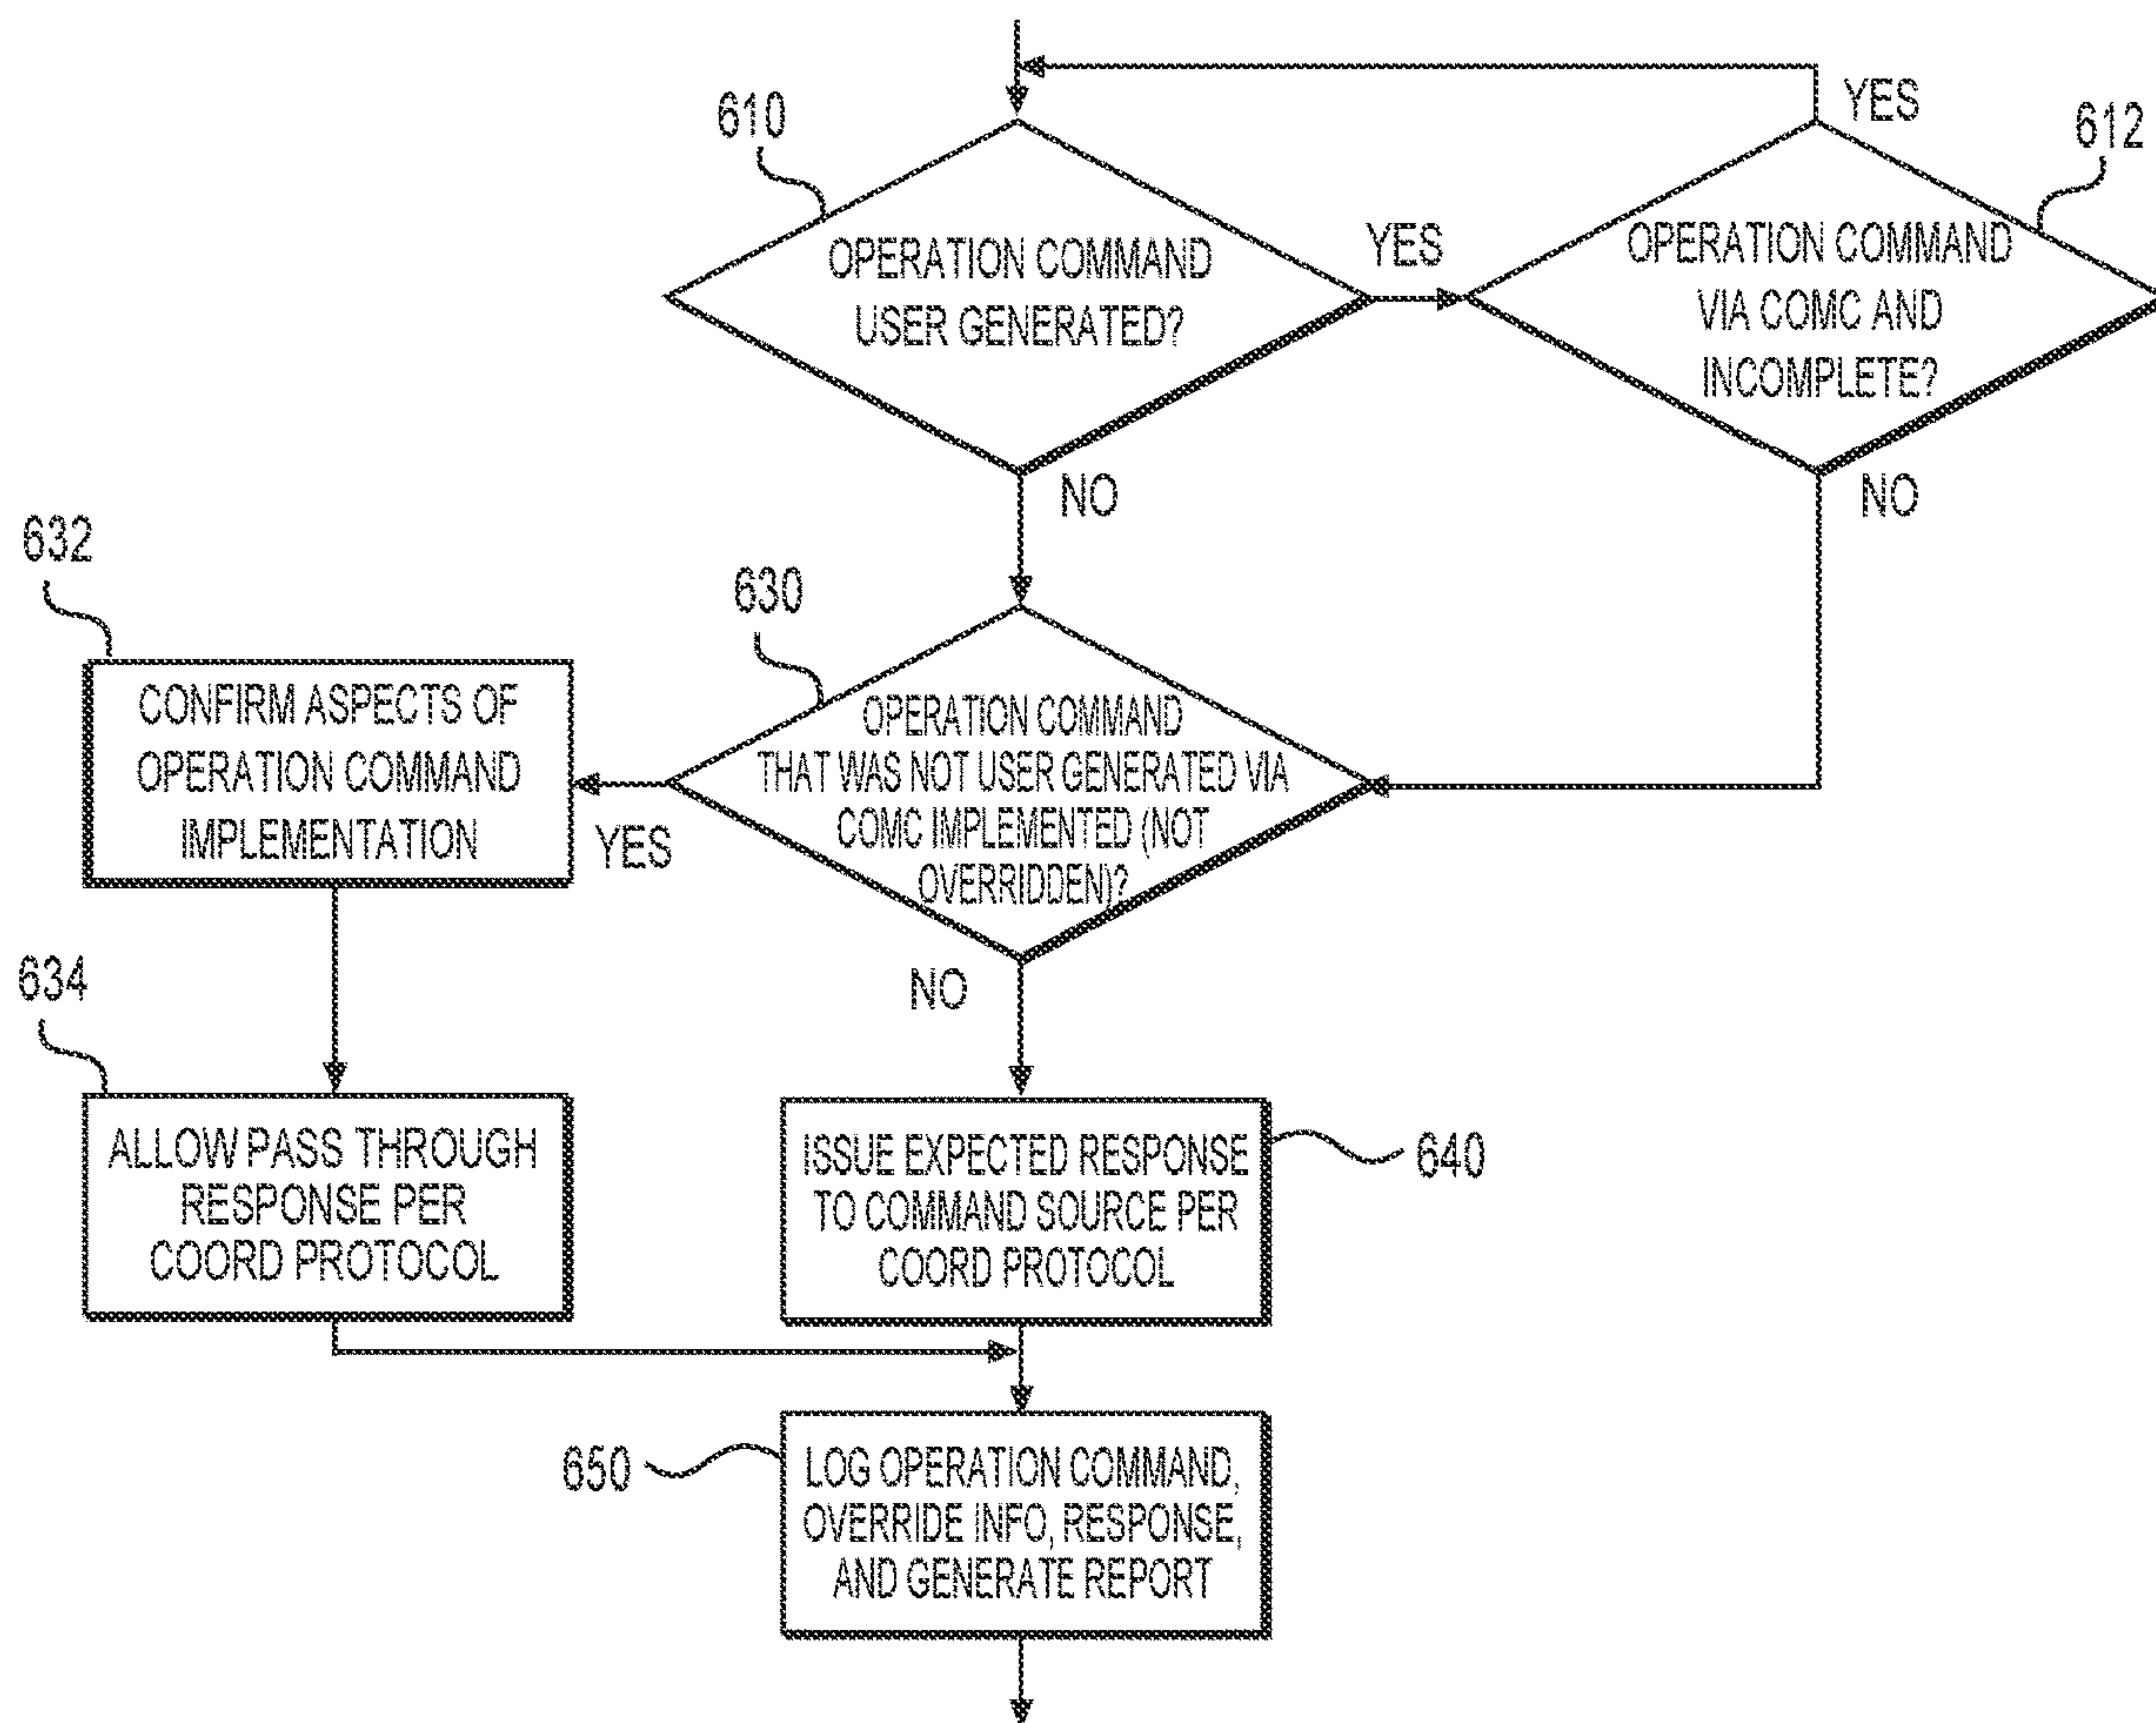 610
OPERATION COMMAND
USER GENERATED?
YES
YES
612
OPERATION COMMAND
VIA COMC AND
INCOMPLETE?
NO
NO
632
CONFIRM ASPECTS OF
OPERATION COMMAND
IMPLEMENTATION
YES
630
OPERATION COMMAND
THAT WAS NOT USER GENERATED VIA
COMC IMPLEMENTED (NOT
OVERRIDDEN)?
NO
634
ALLOW PASS THROUGH
RESPONSE PER
COORD PROTOCOL
ISSUE EXPECTED RESPONSE
TO COMMAND SOURCE PER
COORD PROTOCOL
640
650
LOG OPERATION COMMAND,
OVERRIDE INFO, RESPONSE,
AND GENERATE REPORT